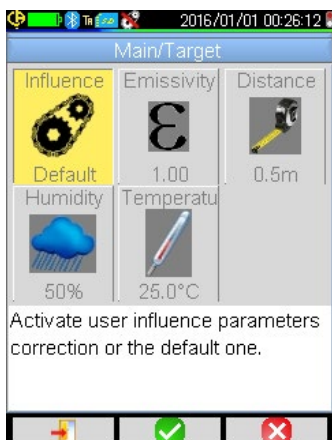 2016/01/01 00:26:12
Main/Target
Influence Emissivity Distance
Default 1.00 0.5m
Humidity Temperatu
50% 25.0°C
Activate user influence parameters
correction or the default one.